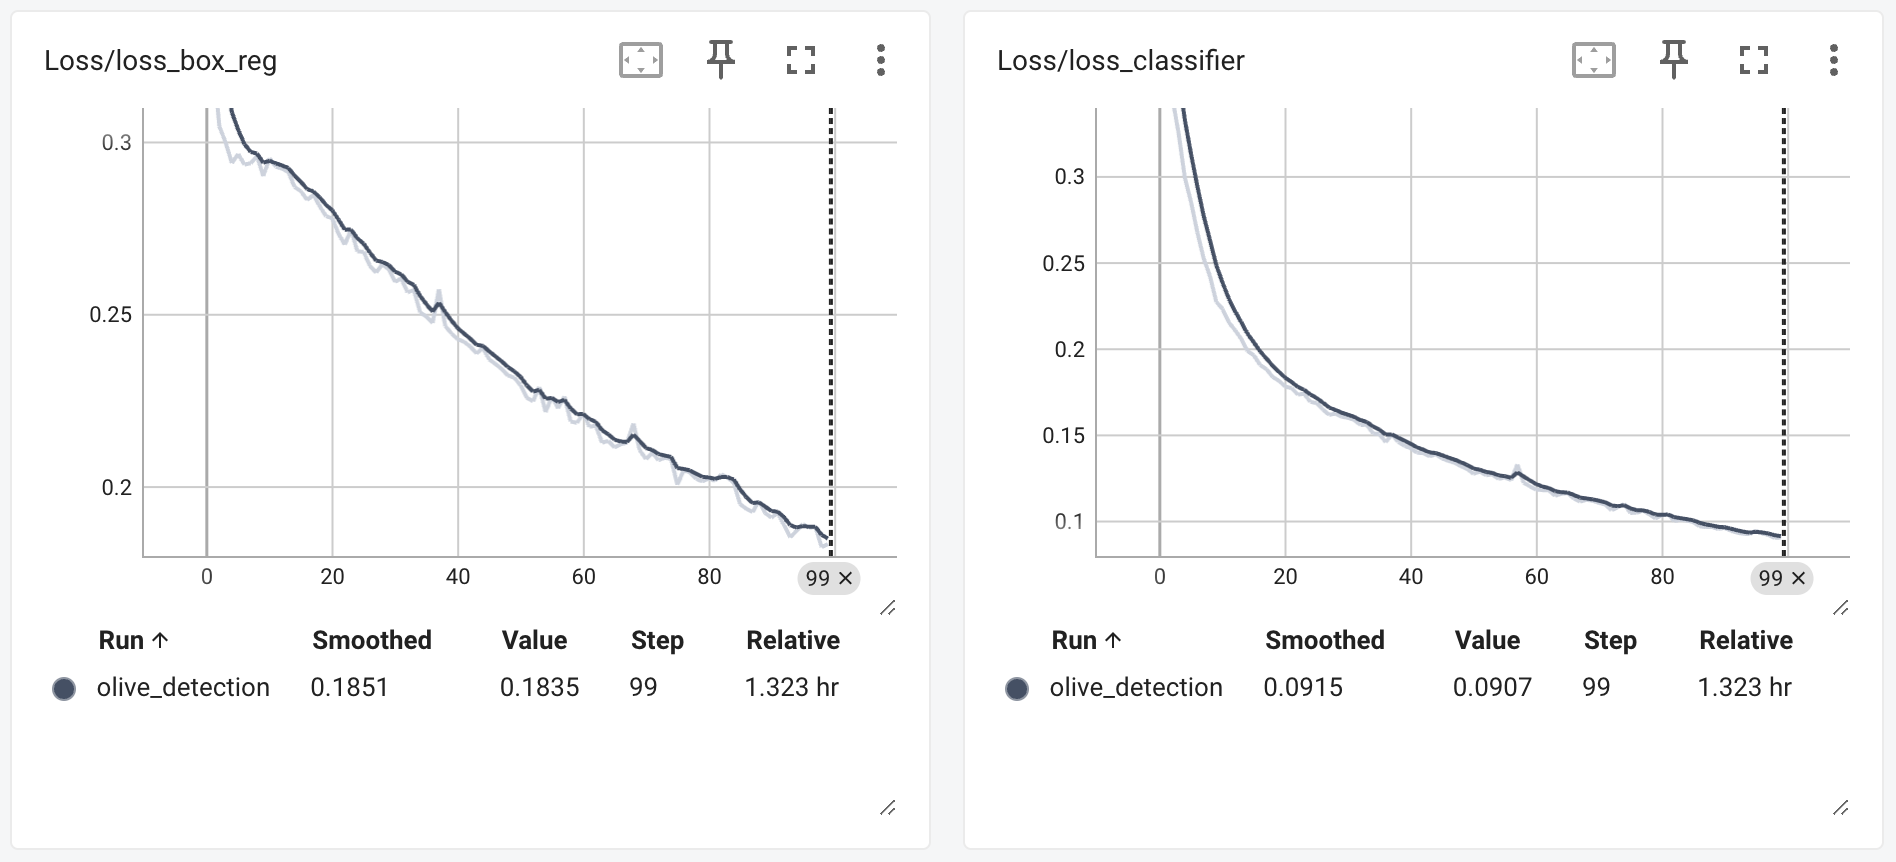 Loss/loss_box_reg
0.3
0.25
0.2
0 20 40 60 80 99 ×
Run ↑ Smoothed Value Step Relative
olive_detection 0.1851 0.1835 99 1.323 hr
Loss/loss_classifier
0.3
0.25
0.2
0.15
0.1
0 20 40 60 80 99 ×
Run ↑ Smoothed Value Step Relative
olive_detection 0.0915 0.0907 99 1.323 hr